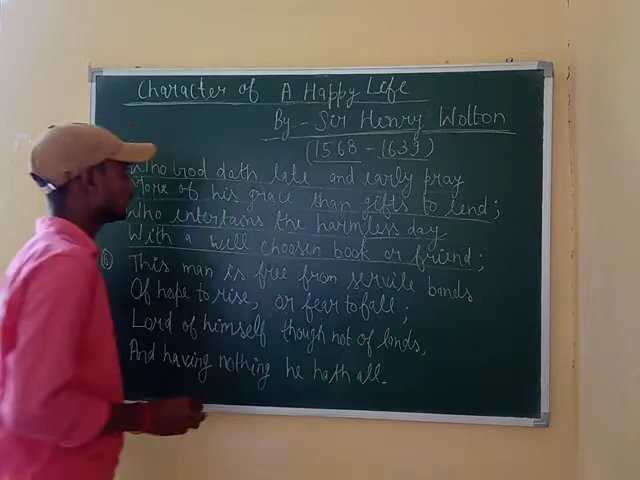 Character of A Happy Life
By.- Sir Henry Wolton
(1568 - 1639)
Who God doth late and early pray
More of his grace than gifts to lend;
Who entertains the harmless day
With a will choosen book or friend;
⑥ This man is free from servile bands
Of hope to rise, or fear to fall;
Lord of himself though not of lands,
And having nothing he hath all.